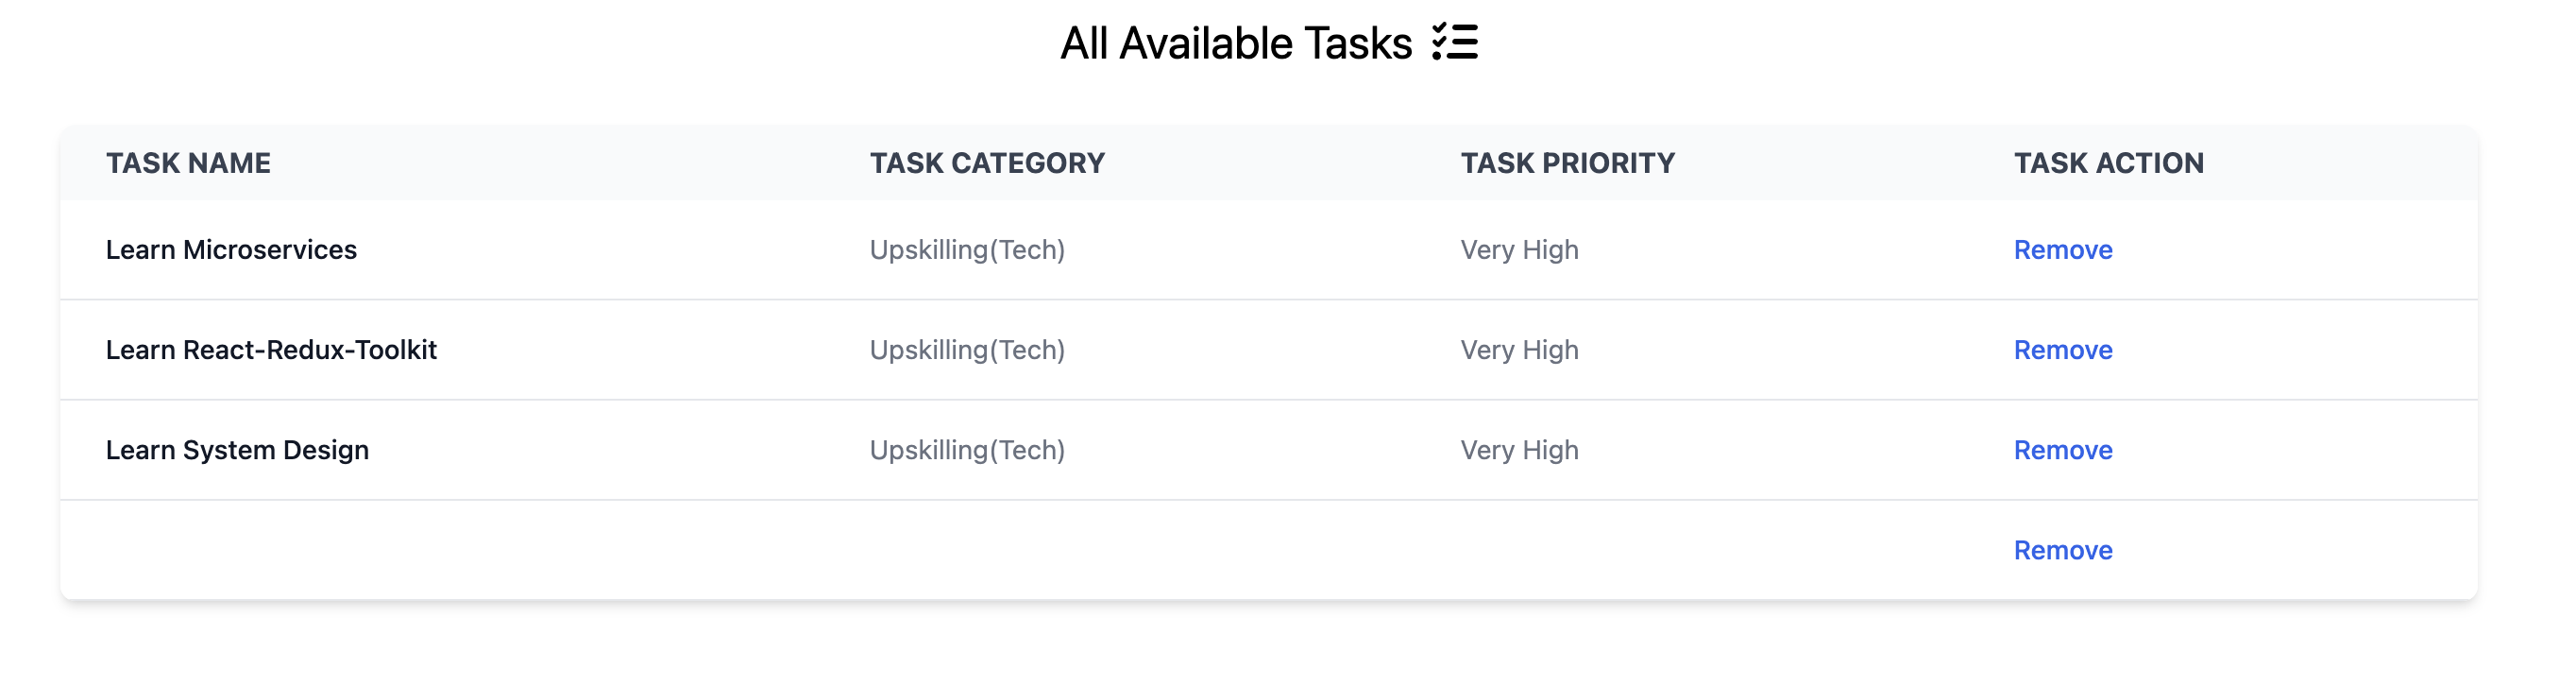 All Available Tasks
TASK NAME TASK CATEGORY TASK PRIORITY TASK ACTION
Learn Microservices Upskilling(Tech) Very High Remove
Learn React-Redux-Toolkit Upskilling(Tech) Very High Remove
Learn System Design Upskilling(Tech) Very High Remove
Remove